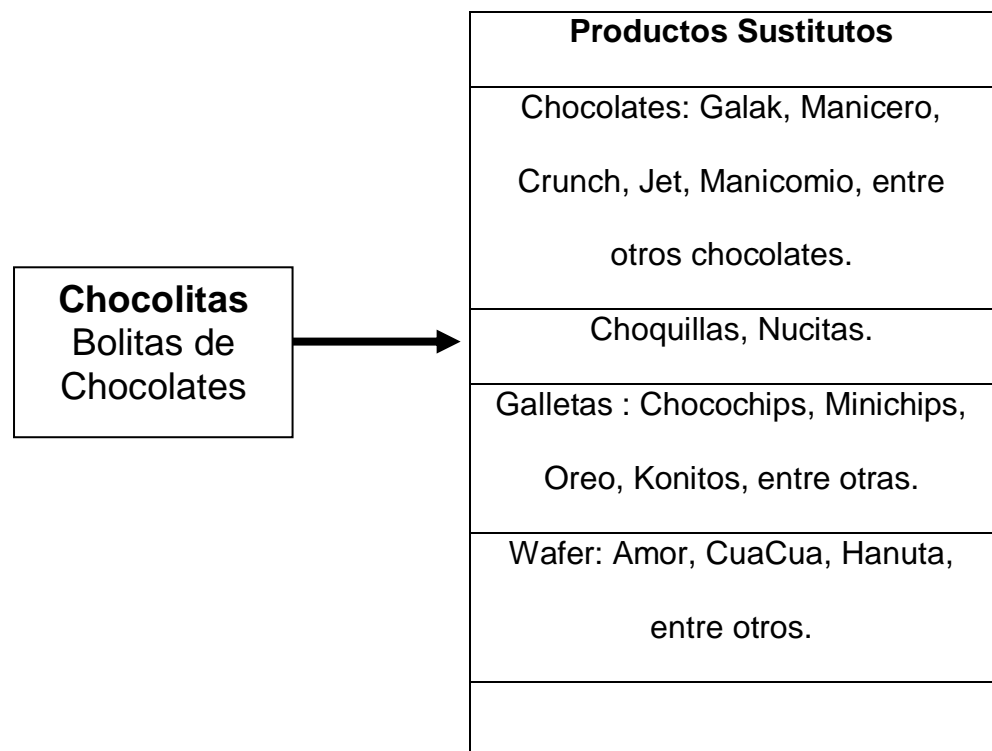 Productos Sustitutos
Chocolates: Galak, Manicero,
Crunch, Jet, Manicomio, entre
otros chocolates.
Chocolitas
Bolitas de
Chocolates
Choquillas, Nucitas.
Galletas : Chocochips, Minichips,
Oreo, Konitos, entre otras.
Wafer: Amor, CuaCua, Hanuta,
entre otros.